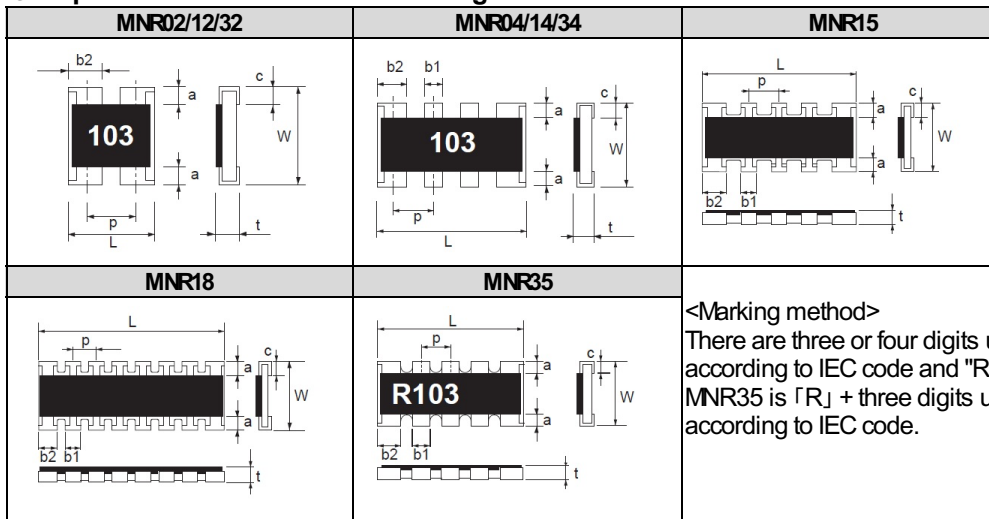 MNR02/12/32
MNR04/14/34
MNR15
b2
c
a
103
W
a
p
L
t
b2 b1
c
a
103
W
a
p
L
t
L
p
c
a
W
a
b2 b1
t
MNR18
MNR35
L
p
c
a
W
a
b2 b1
t
L
p
c
a
R103
W
a
b2 b1
t
<Marking method>
There are three or four digits
according to IEC code and "R
MNR35 is「R」+ three digits
according to IEC code.